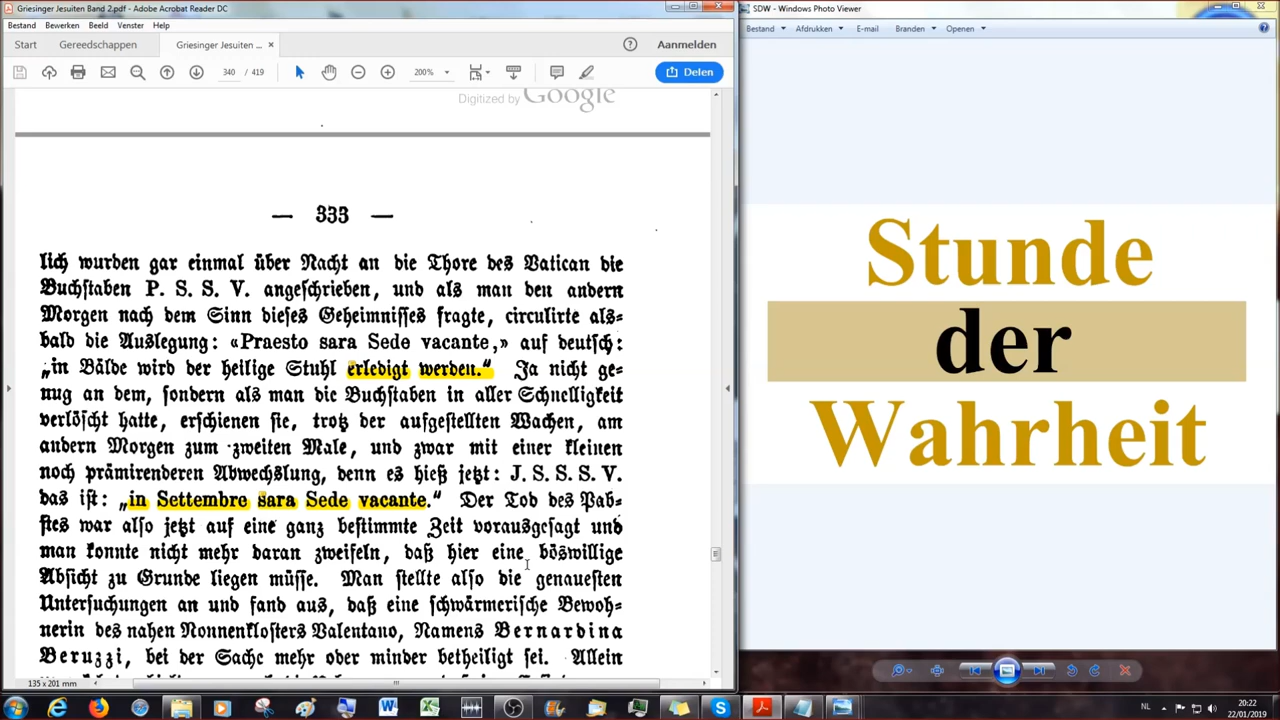 Griesinger Jesuiten Band 2.pdf - Adobe Acrobat Reader DC
Bestand Bewerken Beeld Venster Help
Start Gereedschappen Griesinger Jesuiten ... × Aanmelden
340 / 419 200% Delen
Digitized by Google
— 333 —
lich wurden gar einmal über Nacht an die Thore des Vatican die
Buchstaben P. S. S. V. angeschrieben, und als man den andern
Morgen nach dem Sinn dieses Geheimnisses fragte, circulirte als-
bald die Auslegung: «Praesto sara Sede vacante,» auf deutsch:
„in Bälde wird der heilige Stuhl erledigt werden.“ Ja nicht ge-
nug an dem, sondern als man die Buchstaben in aller Schnelligkeit
verlöscht hatte, erschienen sie, trotz der aufgestellten Wachen, am
andern Morgen zum zweiten Male, und zwar mit einer kleinen
noch prämirenderen Abwechslung, denn es hieß jetzt: J. S. S. S. V.
das ist: „in Settembre sara Sede vacante.“ Der Tod des Pab-
stes war also jetzt auf eine ganz bestimmte Zeit vorausgesagt und
man konnte nicht mehr daran zweifeln, daß hier eine böswillige
Absicht zu Grunde liegen müsse. Man stellte also die genauesten
Untersuchungen an und fand aus, daß eine schwärmerische Bewoh-
nerin des nahen Nonnenklosters Valentano, Namens Bernardina
Beruzzi, bei der Sache mehr oder minder betheiligt sei. Allein
135 x 201 mm
SDW - Windows Photo Viewer
Bestand Afdrukken E-mail Branden Openen
Stunde
der
Wahrheit
NL 20:22
22/01/2019